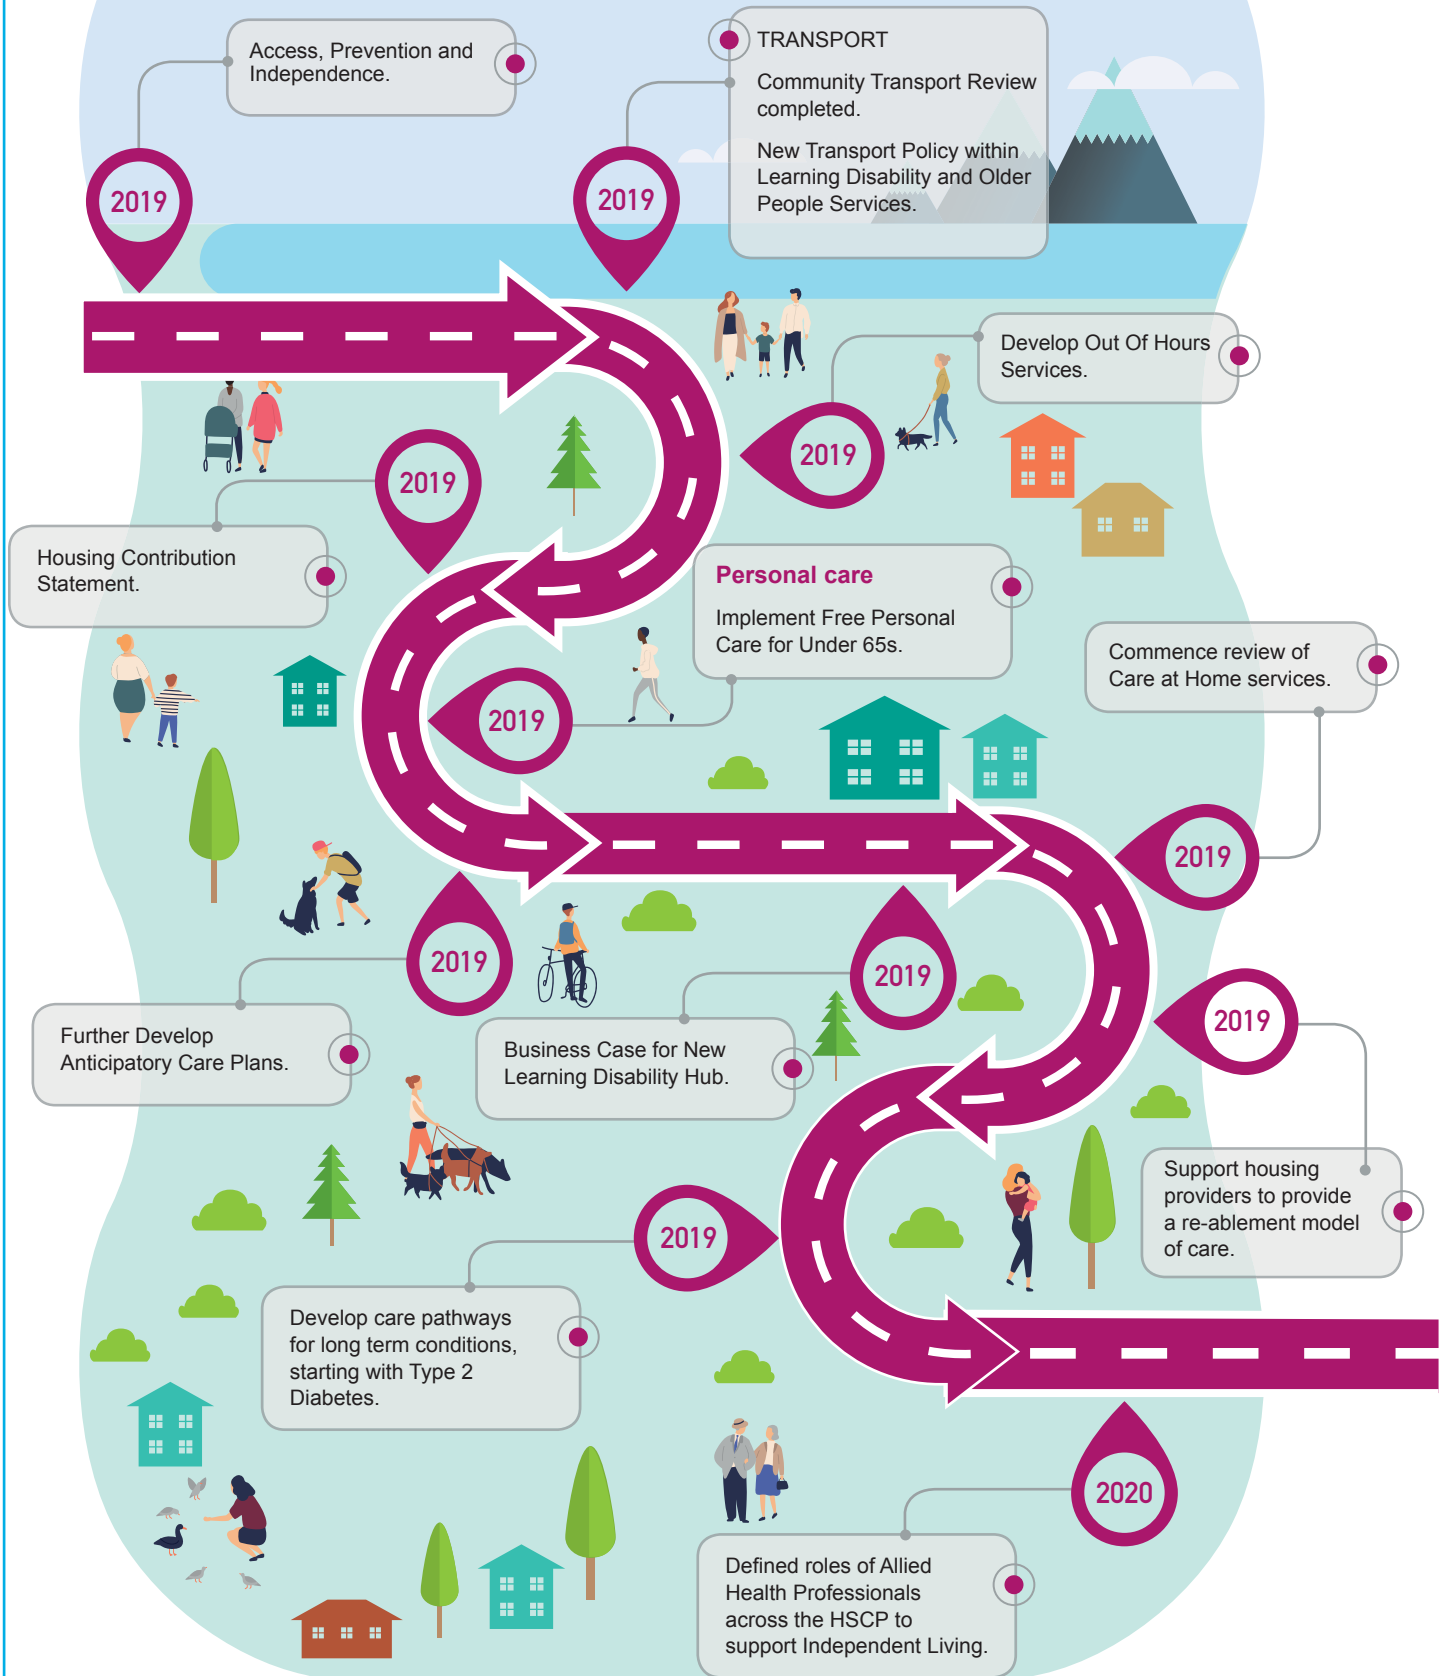 Access, Prevention and
Independence.
2019
TRANSPORT
Community Transport Review
completed.
New Transport Policy within
Learning Disability and Older
People Services.
2019
Develop Out Of Hours
Services.
2019
2019
Housing Contribution
Statement.
Personal care
Implement Free Personal
Care for Under 65s.
2019
Commence review of
Care at Home services.
2019
2019
Further Develop
Anticipatory Care Plans.
2019
Business Case for New
Learning Disability Hub.
2019
Support housing
providers to provide
a re-ablement model
of care.
2019
Develop care pathways
for long term conditions,
starting with Type 2
Diabetes.
2020
Defined roles of Allied
Health Professionals
across the HSCP to
support Independent Living.